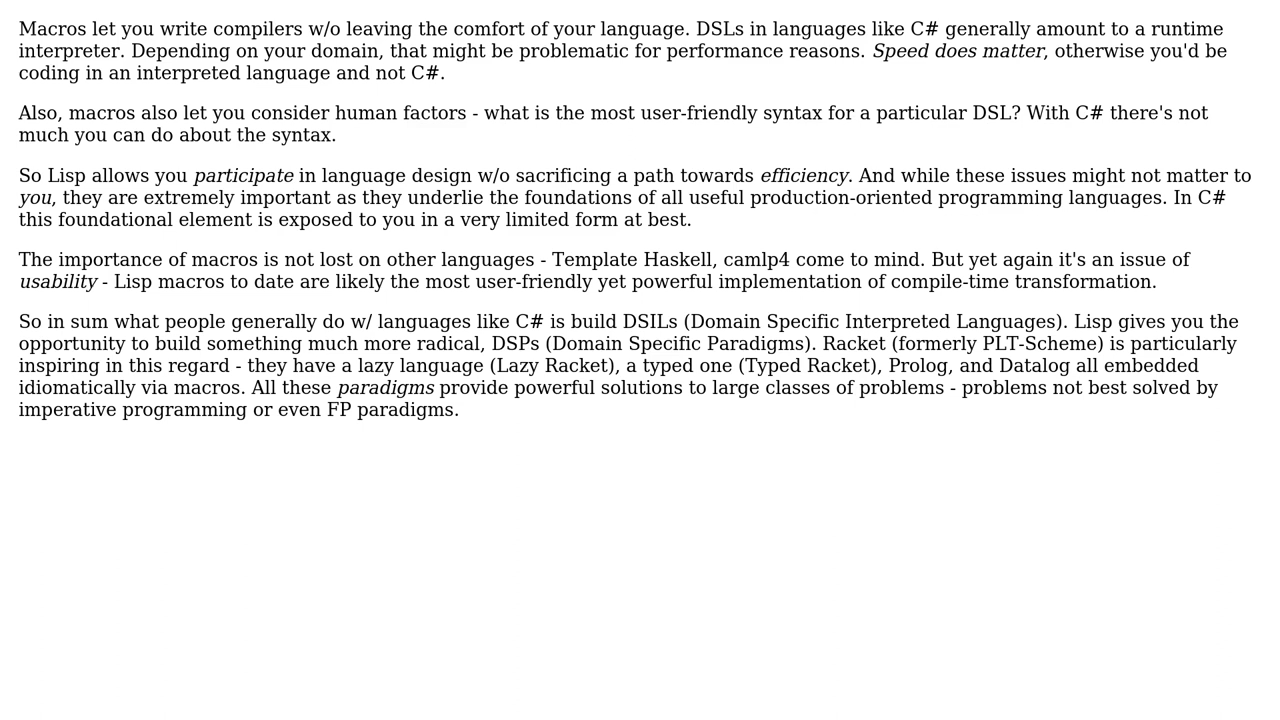 Macros let you write compilers w/o leaving the comfort of your language. DSLs in languages like C# generally amount to a runtime
interpreter. Depending on your domain, that might be problematic for performance reasons. Speed does matter, otherwise you'd be
coding in an interpreted language and not C#.
Also, macros also let you consider human factors - what is the most user-friendly syntax for a particular DSL? With C# there's not
much you can do about the syntax.
So Lisp allows you participate in language design w/o sacrificing a path towards efficiency. And while these issues might not matter to
you, they are extremely important as they underlie the foundations of all useful production-oriented programming languages. In C#
this foundational element is exposed to you in a very limited form at best.
The importance of macros is not lost on other languages - Template Haskell, camlp4 come to mind. But yet again it's an issue of
usability - Lisp macros to date are likely the most user-friendly yet powerful implementation of compile-time transformation.
So in sum what people generally do w/ languages like C# is build DSILs (Domain Specific Interpreted Languages). Lisp gives you the
opportunity to build something much more radical, DSPs (Domain Specific Paradigms). Racket (formerly PLT-Scheme) is particularly
inspiring in this regard - they have a lazy language (Lazy Racket), a typed one (Typed Racket), Prolog, and Datalog all embedded
idiomatically via macros. All these paradigms provide powerful solutions to large classes of problems - problems not best solved by
imperative programming or even FP paradigms.